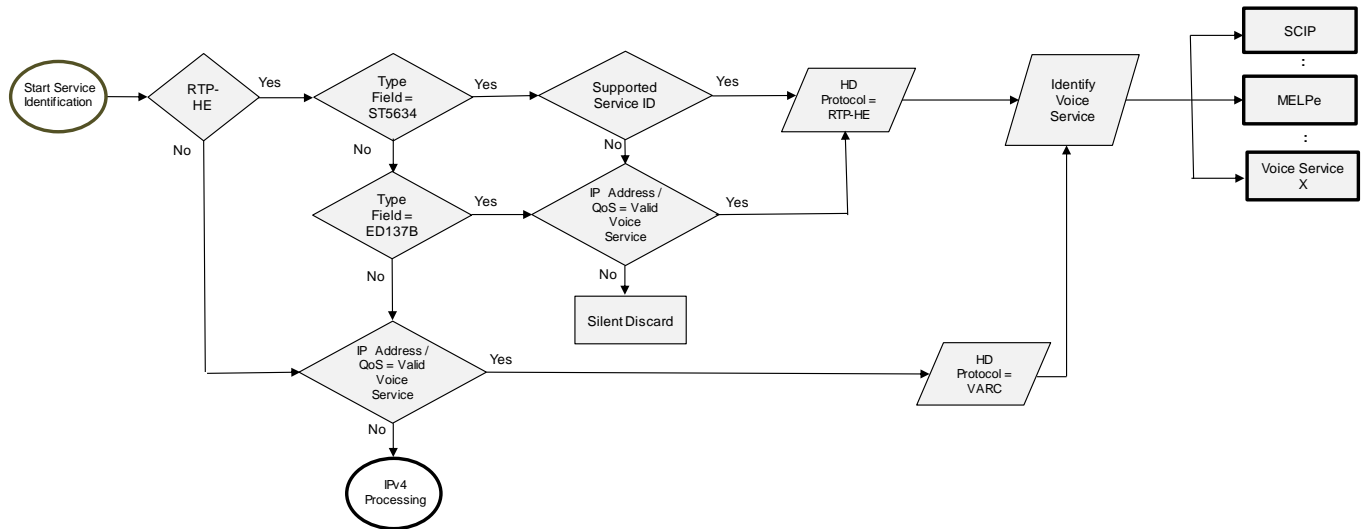 Start Service
Identification
RTP-
HE
Yes
No
Type
Field =
ST5634
Yes
No
Supported
Service ID
Yes
No
HD
Protocol =
RTP-HE
Identify
Voice
Service
SCIP
:
MELPe
:
Voice Service
X
Type
Field =
ED137B
Yes
No
IP Address /
QoS = Valid
Voice
Service
Yes
No
Silent Discard
IP Address /
QoS = Valid
Voice
Service
Yes
No
HD
Protocol =
VARC
IPv4
Processing